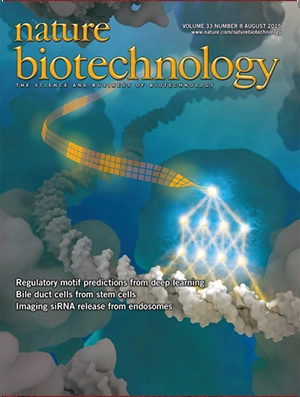 nature
VOLUME 33 NUMBER 8 AUGUST 2015
www.nature.com/naturebiotechnology
biotechnology
THE SCIENCE AND BUSINESS OF BIOTECHNOLOGY
Regulatory motif predictions from deep learning
Bile duct cells from stem cells
Imaging siRNA release from endosomes